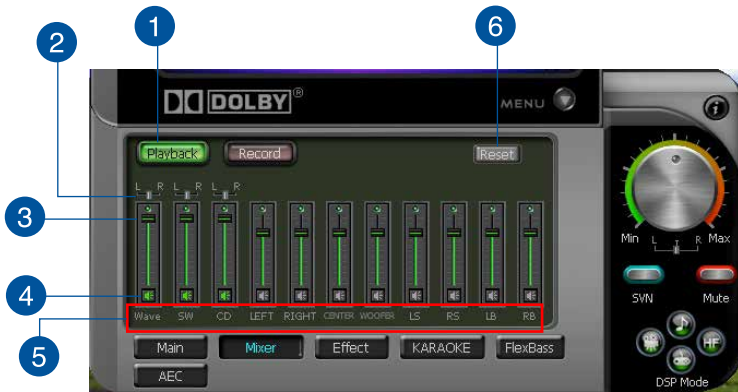 1
6
2
DOLBY®
MENU
i
Playback Record Reset
L R L R L R
3
Min L R Max
4
SVN Mute
Wave SW CD LEFT RIGHT CENTER WOOFER LS RS LB RB
5
HF
Main Mixer Effect KARAOKE FlexBass
AEC
DSP Mode